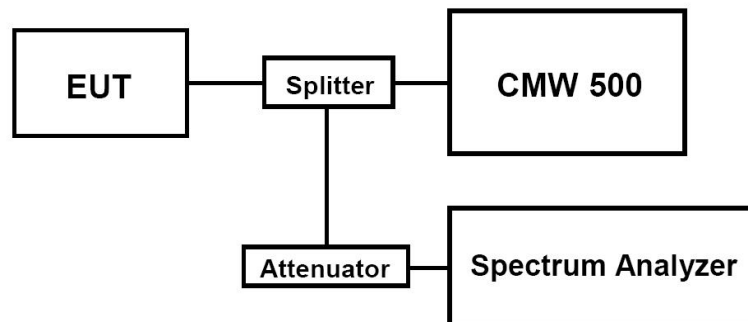 EUT
Splitter
CMW 500
Attenuator
Spectrum Analyzer